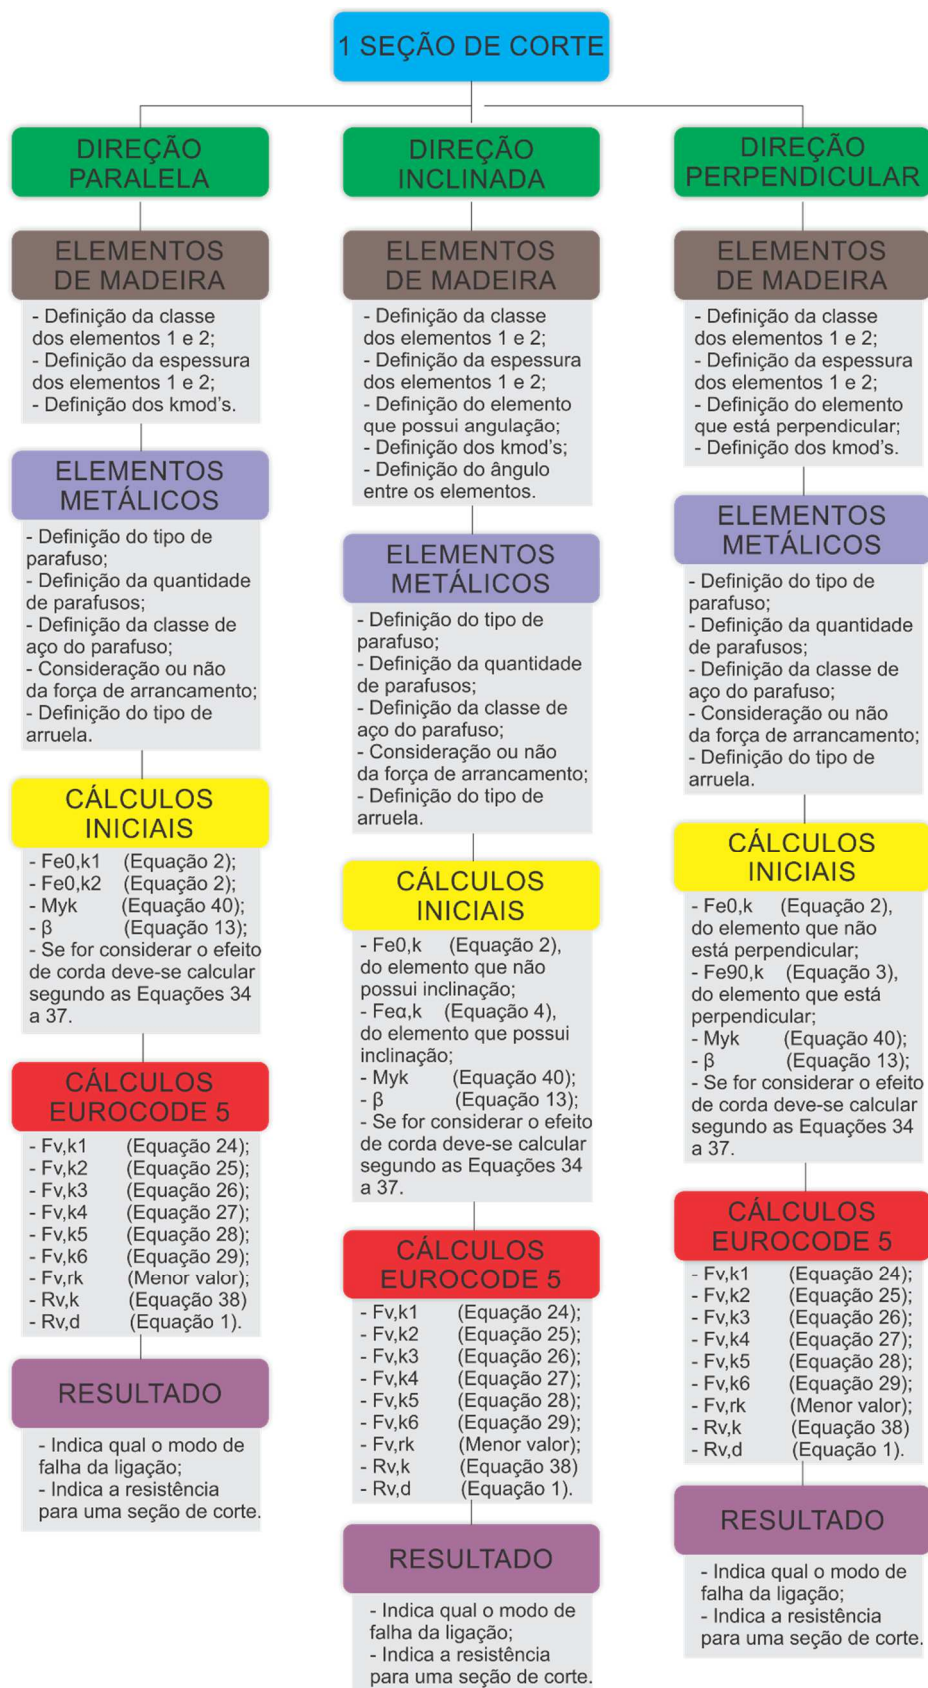 1 SEÇÃO DE CORTE
DIREÇÃO
PARALELA
ELEMENTOS
DE MADEIRA
- Definição da classe
dos elementos 1 e 2;
- Definição da espessura
dos elementos 1 e 2;
- Definição dos kmod's.
ELEMENTOS
METÁLICOS
- Definição do tipo de
parafuso;
- Definição da quantidade
de parafusos;
- Definição da classe de
aço do parafuso;
- Consideração ou não
da força de arrancamento;
- Definição do tipo de
arruela.
CÁLCULOS
INICIAIS
- Fe0,k1 (Equação 2);
- Fe0,k2 (Equação 2);
- Myk (Equação 40);
- β (Equação 13);
- Se for considerar o efeito
de corda deve-se calcular
segundo as Equações 34
a 37.
CÁLCULOS
EUROCODE 5
- Fv,k1 (Equação 24);
- Fv,k2 (Equação 25);
- Fv,k3 (Equação 26);
- Fv,k4 (Equação 27);
- Fv,k5 (Equação 28);
- Fv,k6 (Equação 29);
- Fv,rk (Menor valor);
- Rv,k (Equação 38)
- Rv,d (Equação 1).
RESULTADO
- Indica qual o modo de
falha da ligação;
- Indica a resistência
para uma seção de corte.
DIREÇÃO
INCLINADA
ELEMENTOS
DE MADEIRA
- Definição da classe
dos elementos 1 e 2;
- Definição da espessura
dos elementos 1 e 2;
- Definição do elemento
que possui angulação;
- Definição dos kmod's;
- Definição do ângulo
entre os elementos.
ELEMENTOS
METÁLICOS
- Definição do tipo de
parafuso;
- Definição da quantidade
de parafusos;
- Definição da classe de
aço do parafuso;
- Consideração ou não
da força de arrancamento;
- Definição do tipo de
arruela.
CÁLCULOS
INICIAIS
- Fe0,k (Equação 2),
do elemento que não
possui inclinação;
- Feα,k (Equação 4),
do elemento que possui
inclinação;
- Myk (Equação 40);
- β (Equação 13);
- Se for considerar o efeito
de corda deve-se calcular
segundo as Equações 34
a 37.
CÁLCULOS
EUROCODE 5
- Fv,k1 (Equação 24);
- Fv,k2 (Equação 25);
- Fv,k3 (Equação 26);
- Fv,k4 (Equação 27);
- Fv,k5 (Equação 28);
- Fv,k6 (Equação 29);
- Fv,rk (Menor valor);
- Rv,k (Equação 38)
- Rv,d (Equação 1).
RESULTADO
- Indica qual o modo de
falha da ligação;
- Indica a resistência
para uma seção de corte.
DIREÇÃO
PERPENDICULAR
ELEMENTOS
DE MADEIRA
- Definição da classe
dos elementos 1 e 2;
- Definição da espessura
dos elementos 1 e 2;
- Definição do elemento
que está perpendicular;
- Definição dos kmod's.
ELEMENTOS
METÁLICOS
- Definição do tipo de
parafuso;
- Definição da quantidade
de parafusos;
- Definição da classe de
aço do parafuso;
- Consideração ou não
da força de arrancamento;
- Definição do tipo de
arruela.
CÁLCULOS
INICIAIS
- Fe0,k (Equação 2),
do elemento que não
está perpendicular;
- Fe90,k (Equação 3),
do elemento que está
perpendicular;
- Myk (Equação 40);
- β (Equação 13);
- Se for considerar o efeito
de corda deve-se calcular
segundo as Equações 34
a 37.
CÁLCULOS
EUROCODE 5
- Fv,k1 (Equação 24);
- Fv,k2 (Equação 25);
- Fv,k3 (Equação 26);
- Fv,k4 (Equação 27);
- Fv,k5 (Equação 28);
- Fv,k6 (Equação 29);
- Fv,rk (Menor valor);
- Rv,k (Equação 38)
- Rv,d (Equação 1).
RESULTADO
- Indica qual o modo de
falha da ligação;
- Indica a resistência
para uma seção de corte.